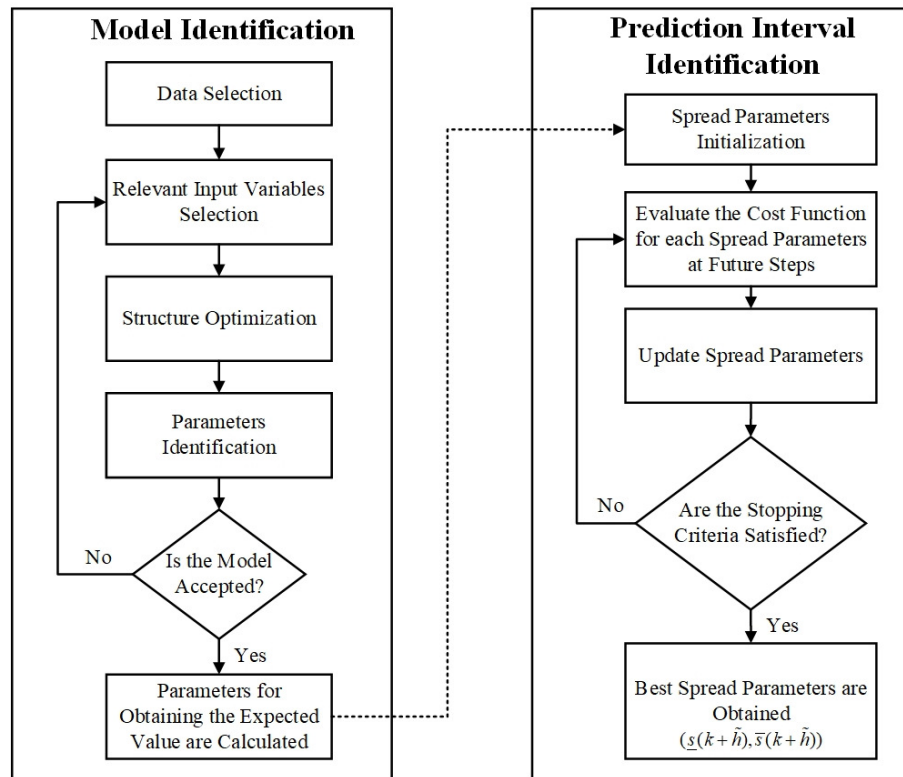 Model Identification
Data Selection
Relevant Input Variables
Selection
Structure Optimization
Parameters
Identification
No
Is the Model
Accepted?
Yes
Parameters for
Obtaining the Expected
Value are Calculated
Prediction Interval
Identification
Spread Parameters
Initialization
Evaluate the Cost Function
for each Spread Parameters
at Future Steps
Update Spread Parameters
No
Are the Stopping
Criteria Satisfied?
Yes
Best Spread Parameters are
Obtained
(s̲(k + h̃), s̅(k + h̃))